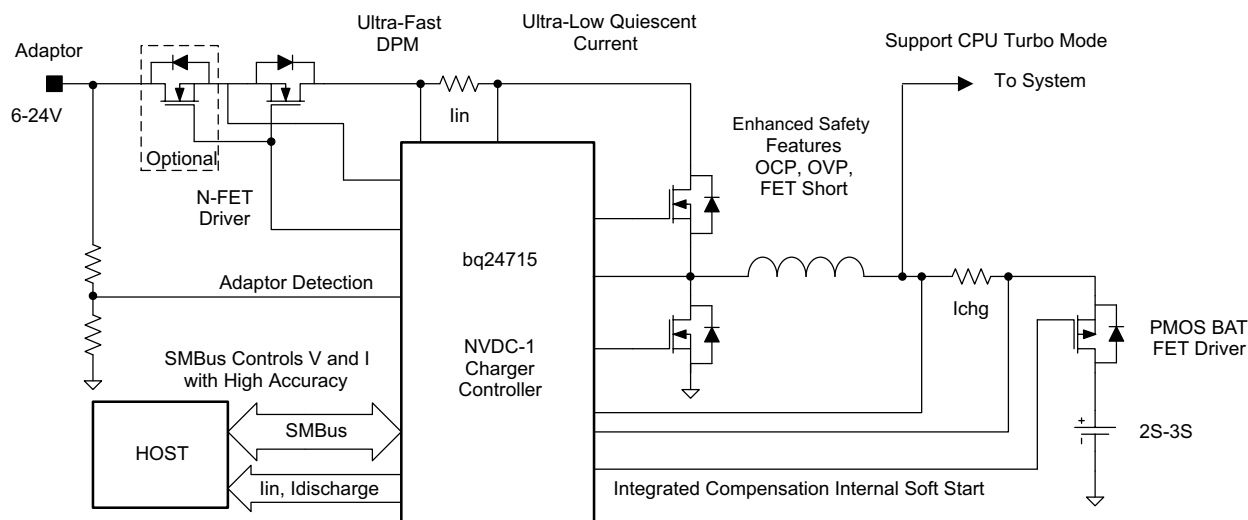 Ultra-Fast
DPM
Ultra-Low Quiescent
Current
Support CPU Turbo Mode
Adaptor
To System
6-24V
Iin
Enhanced Safety
Features
OCP, OVP,
FET Short
Optional
N-FET
Driver
bq24715
Adaptor Detection
Ichg
PMOS BAT
FET Driver
NVDC-1
Charger
Controller
SMBus Controls V and I
with High Accuracy
HOST
SMBus
+
-
2S-3S
Iin, Idischarge
Integrated Compensation Internal Soft Start